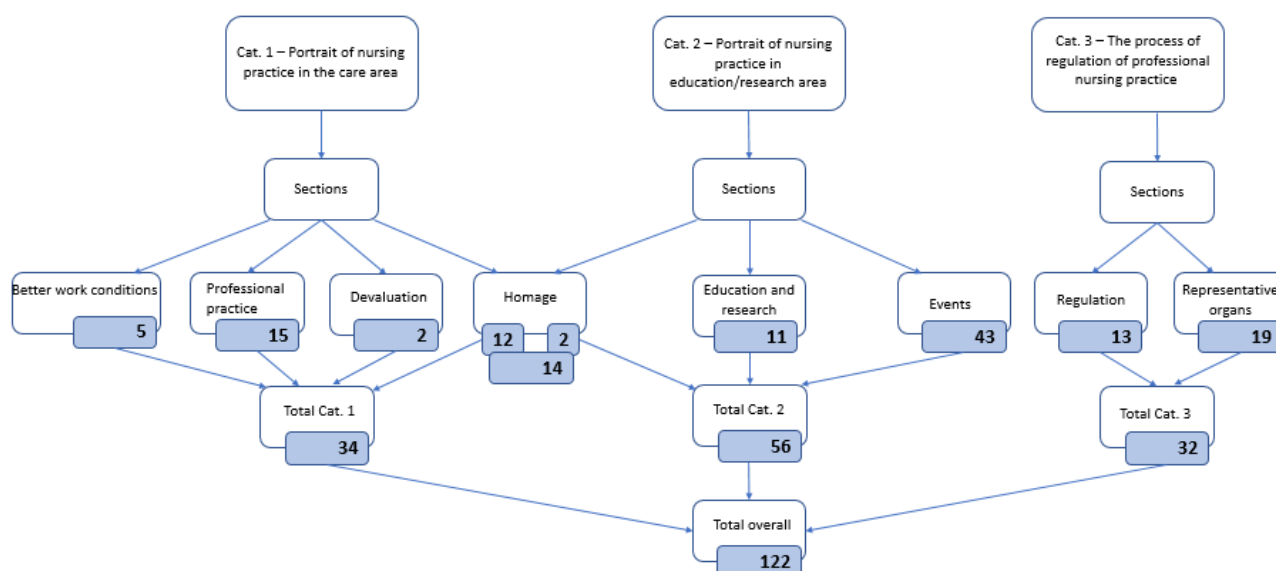 Cat. 1 – Portrait of nursing
practice in the care area
Cat. 2 – Portrait of nursing
practice in
education/research area
Cat. 3 – The process of
regulation of professional
nursing practice
Sections
Sections
Sections
Better work conditions
5
Professional
practice
15
Devaluation
2
Homage
12
2
14
Education and
research
11
Events
43
Regulation
13
Representative
organs
19
Total Cat. 1
34
Total Cat. 2
56
Total Cat. 3
32
Total overall
122